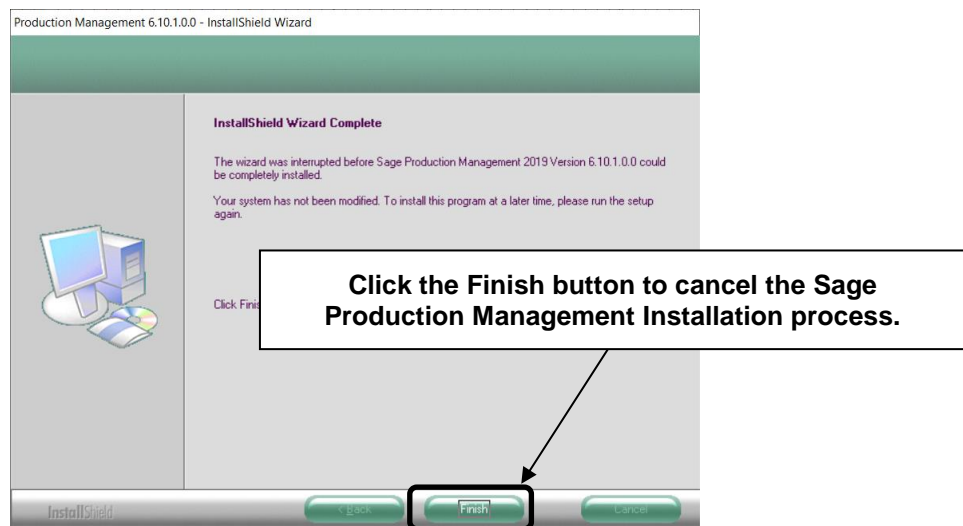 Production Management 6.10.1.0.0 - InstallShield Wizard
InstallShield Wizard Complete
The wizard was interrupted before Sage Production Management 2019 Version 6.10.1.0.0 could
be completely installed.
Your system has not been modified. To install this program at a later time, please run the setup
again.
Click the Finish button to cancel the Sage
Production Management Installation process.
Click Finis
InstallShield
< Back
Finish
Cancel